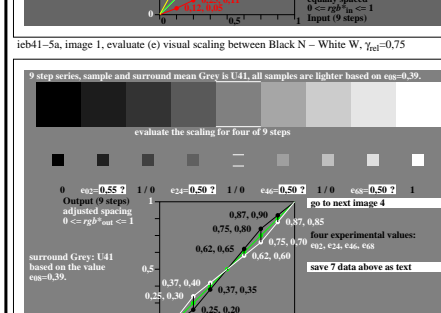 0,12, 0,05
equally spaced
0 <= rgb*in <= 1
0
0,5
1
Input (9 steps)
ieb41–5a, image 1, evaluate (e) visual scaling between Black N – White W, γrel=0,75
9 step series, sample and surround mean Grey is U41, all samples are lighter based on e08=0,39.
evaluate the scaling for four of 9 steps
0 e02=0,55 ? 1 / 0 e24=0,50 ? 1 / 0 e46=0,50 ? 1 / 0 e68=0,50 ? 1
Output (9 steps)
adjusted spacing
0 <= rgb*out <= 1
1
go to next image 4
0,87, 0,90
0,87, 0,85
0,75, 0,80
four experimental values:
e02, e24, e46, e68
0,75, 0,70
0,62, 0,65
0,62, 0,60
surround Grey: U41
based on the value
e08=0,39.
0,5
save 7 data above as text
0,37, 0,40
0,37, 0,35
0,25, 0,30
0,25, 0,20